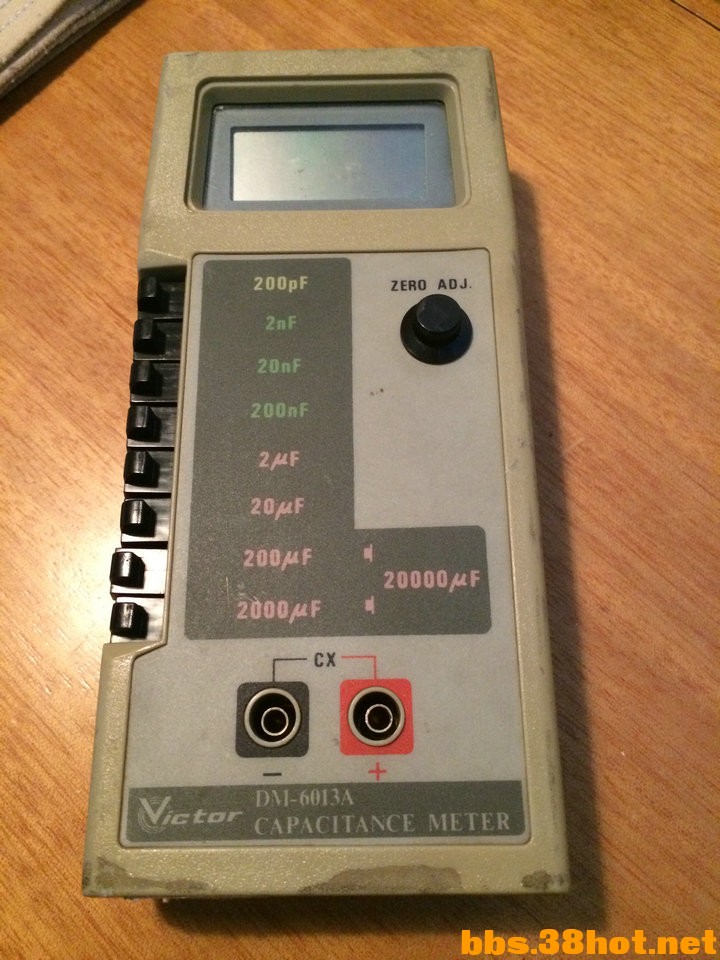 200pF
ZERO ADJ.
2nF
20nF
200nF
2µF
20µF
200µF
20000µF
2000µF
CX
− +
Victor
DM-6013A
CAPACITANCE METER
bbs.38hot.net